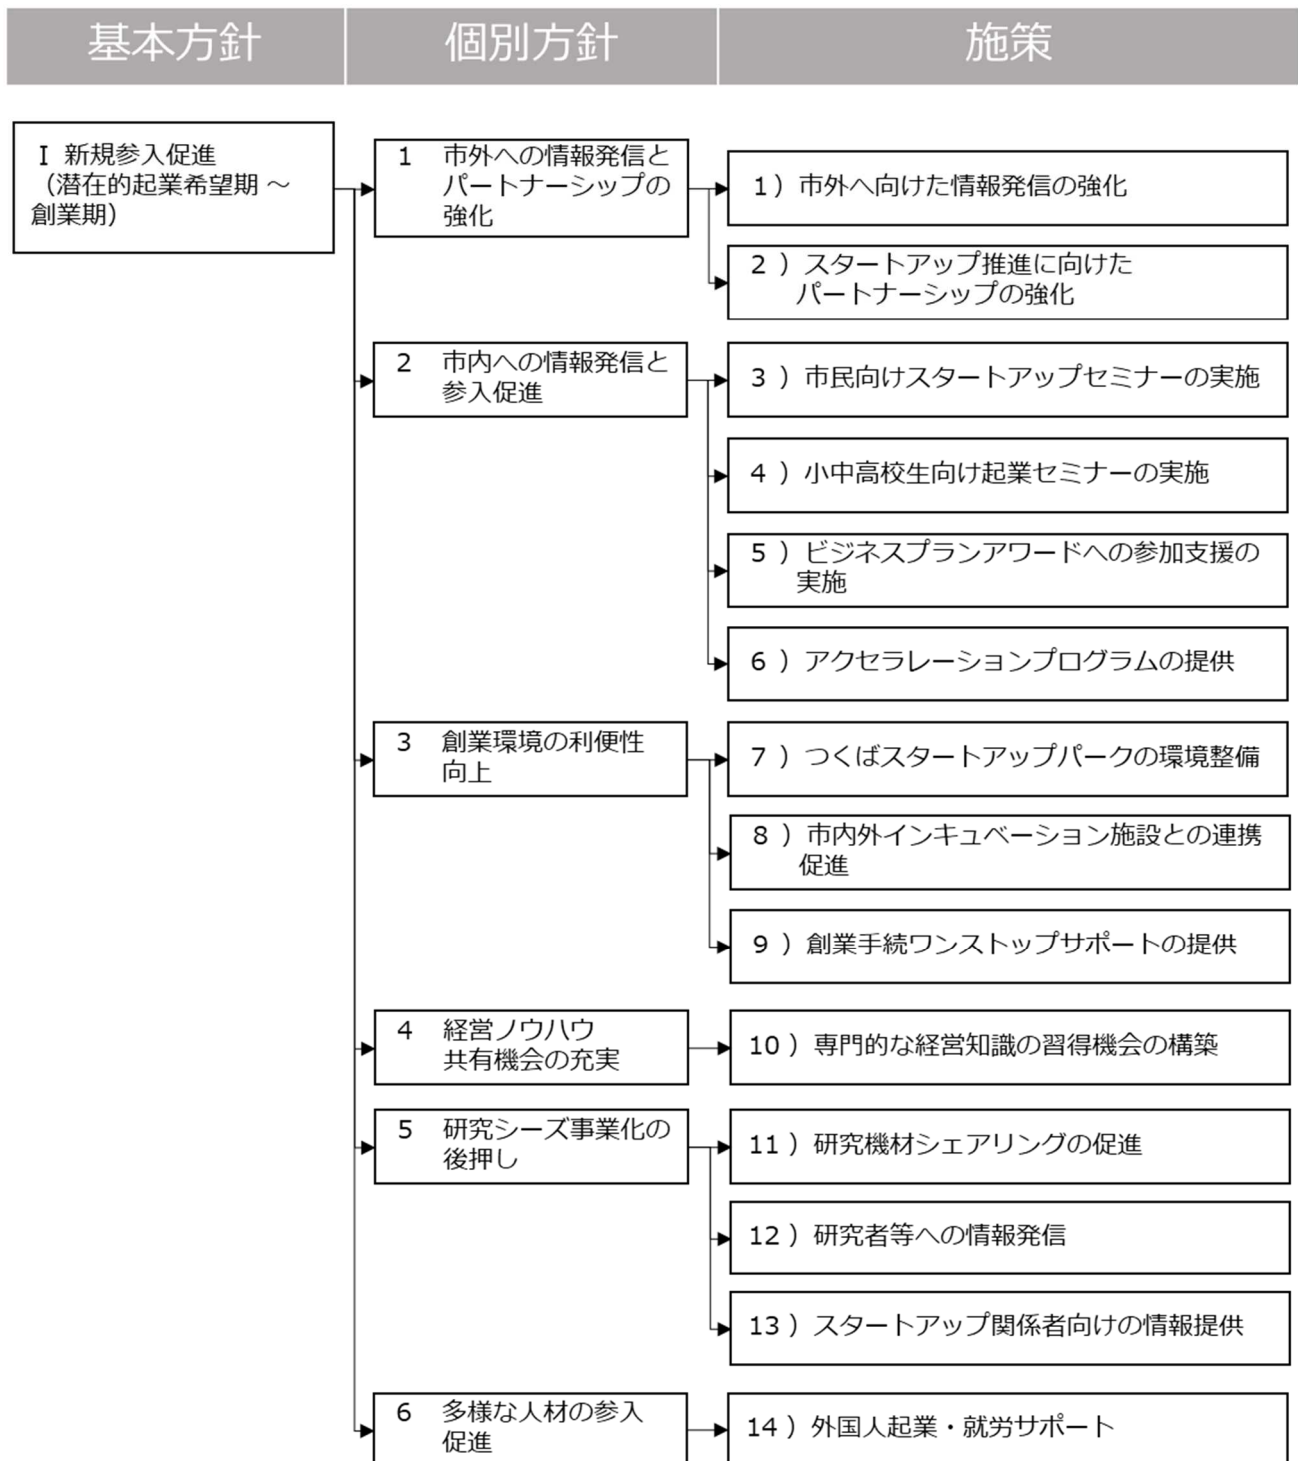 基本方針
個別方針
施策
Ⅰ 新規参入促進
（潜在的起業希望期 ～
創業期）
1 市外への情報発信と
パートナーシップの
強化
1）市外へ向けた情報発信の強化
2 ）スタートアップ推進に向けた
パートナーシップの強化
2 市内への情報発信と
参入促進
3 ）市民向けスタートアップセミナーの実施
4 ）小中高校生向け起業セミナーの実施
5 ）ビジネスプランアワードへの参加支援の
実施
6 ）アクセラレーションプログラムの提供
3 創業環境の利便性
向上
7 ）つくばスタートアップパークの環境整備
8 ）市内外インキュベーション施設との連携
促進
9 ）創業手続ワンストップサポートの提供
4 経営ノウハウ
共有機会の充実
10 ）専門的な経営知識の習得機会の構築
5 研究シーズ事業化の
後押し
11 ）研究機材シェアリングの促進
12 ）研究者等への情報発信
13 ）スタートアップ関係者向けの情報提供
6 多様な人材の参入
促進
14 ）外国人起業・就労サポート